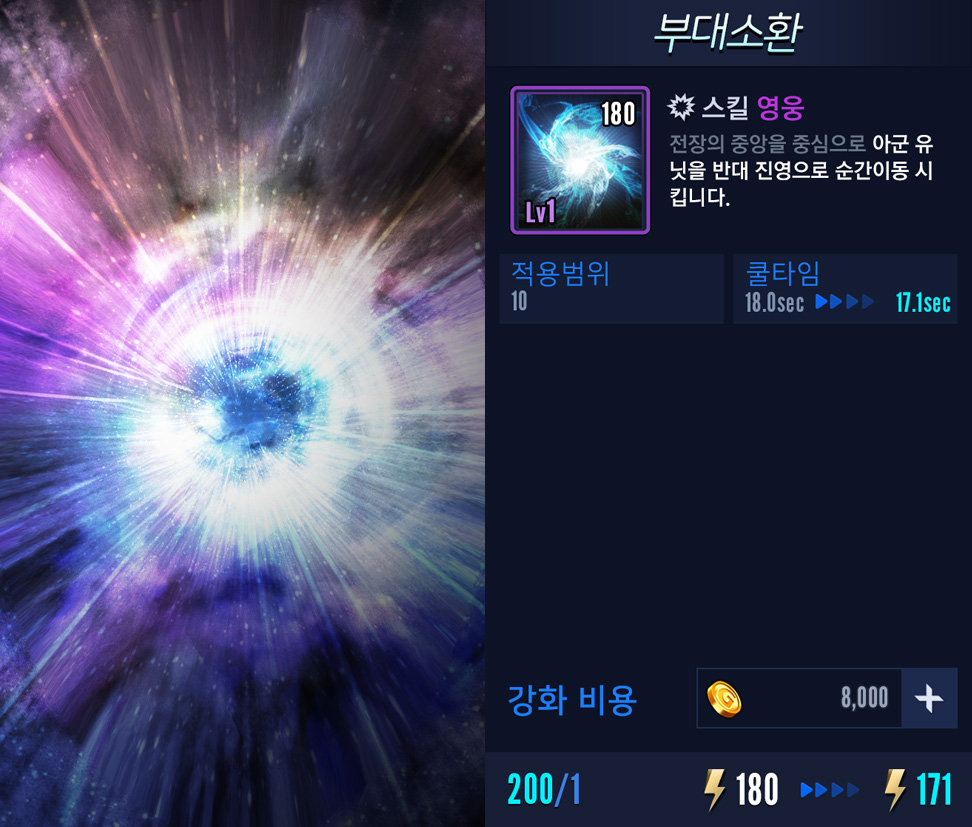 부대소환
180
Lv1
스킬 영웅
전장의 중앙을 중심으로 아군 유
닛을 반대 진영으로 순간이동 시
킵니다.
적용범위
10
쿨타임
18.0sec 17.1sec
강화 비용
8,000
200/1
180 171